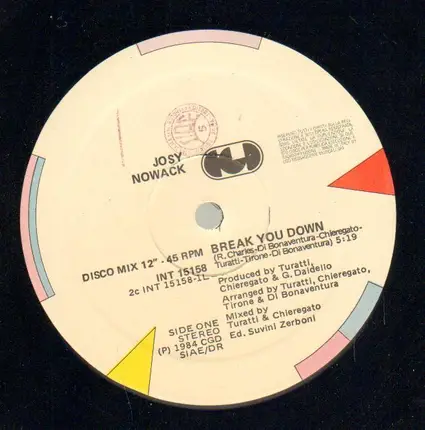 JOSY
NOWACK
DISCO MIX 12" - 45 RPM
INT 15158
2c INT 15158-1L
BREAK YOU DOWN
(R. Charles-Di Bonaventura-Chieregato-
Turatti-Tirone-Di Bonaventura) 5:19
Produced by Turatti,
Chieregato & G. Daldello
Arranged by Turatti, Chieregato,
Tirone & Di Bonaventura
Mixed by
Turatti & Chieregato
Ed. Suvini Zerboni
SIDE ONE
STEREO
(P) 1984 CGD
SIAE/DR